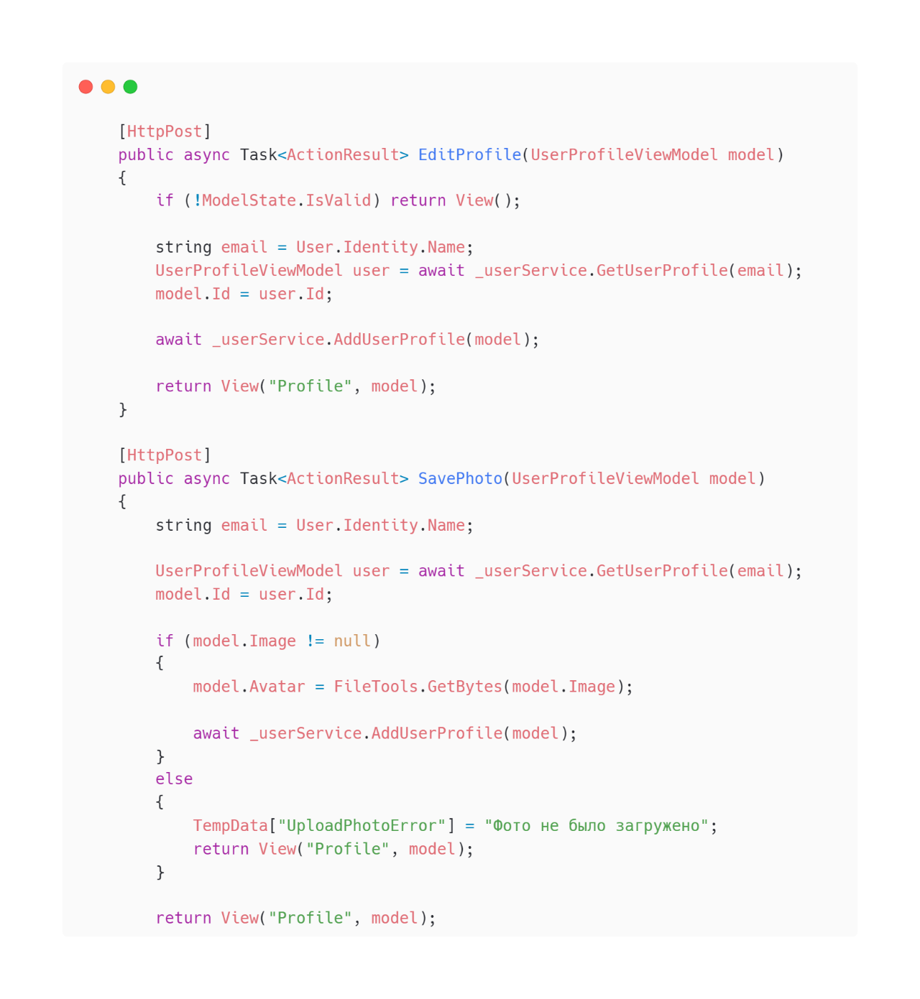 [HttpPost]
public async Task<ActionResult> EditProfile(UserProfileViewModel model)
{
    if (!ModelState.IsValid) return View();

    string email = User.Identity.Name;
    UserProfileViewModel user = await _userService.GetUserProfile(email);
    model.Id = user.Id;

    await _userService.AddUserProfile(model);

    return View("Profile", model);
}

[HttpPost]
public async Task<ActionResult> SavePhoto(UserProfileViewModel model)
{
    string email = User.Identity.Name;

    UserProfileViewModel user = await _userService.GetUserProfile(email);
    model.Id = user.Id;

    if (model.Image != null)
    {
        model.Avatar = FileTools.GetBytes(model.Image);

        await _userService.AddUserProfile(model);
    }
    else
    {
        TempData["UploadPhotoError"] = "Фото не было загружено";
        return View("Profile", model);
    }

    return View("Profile", model);